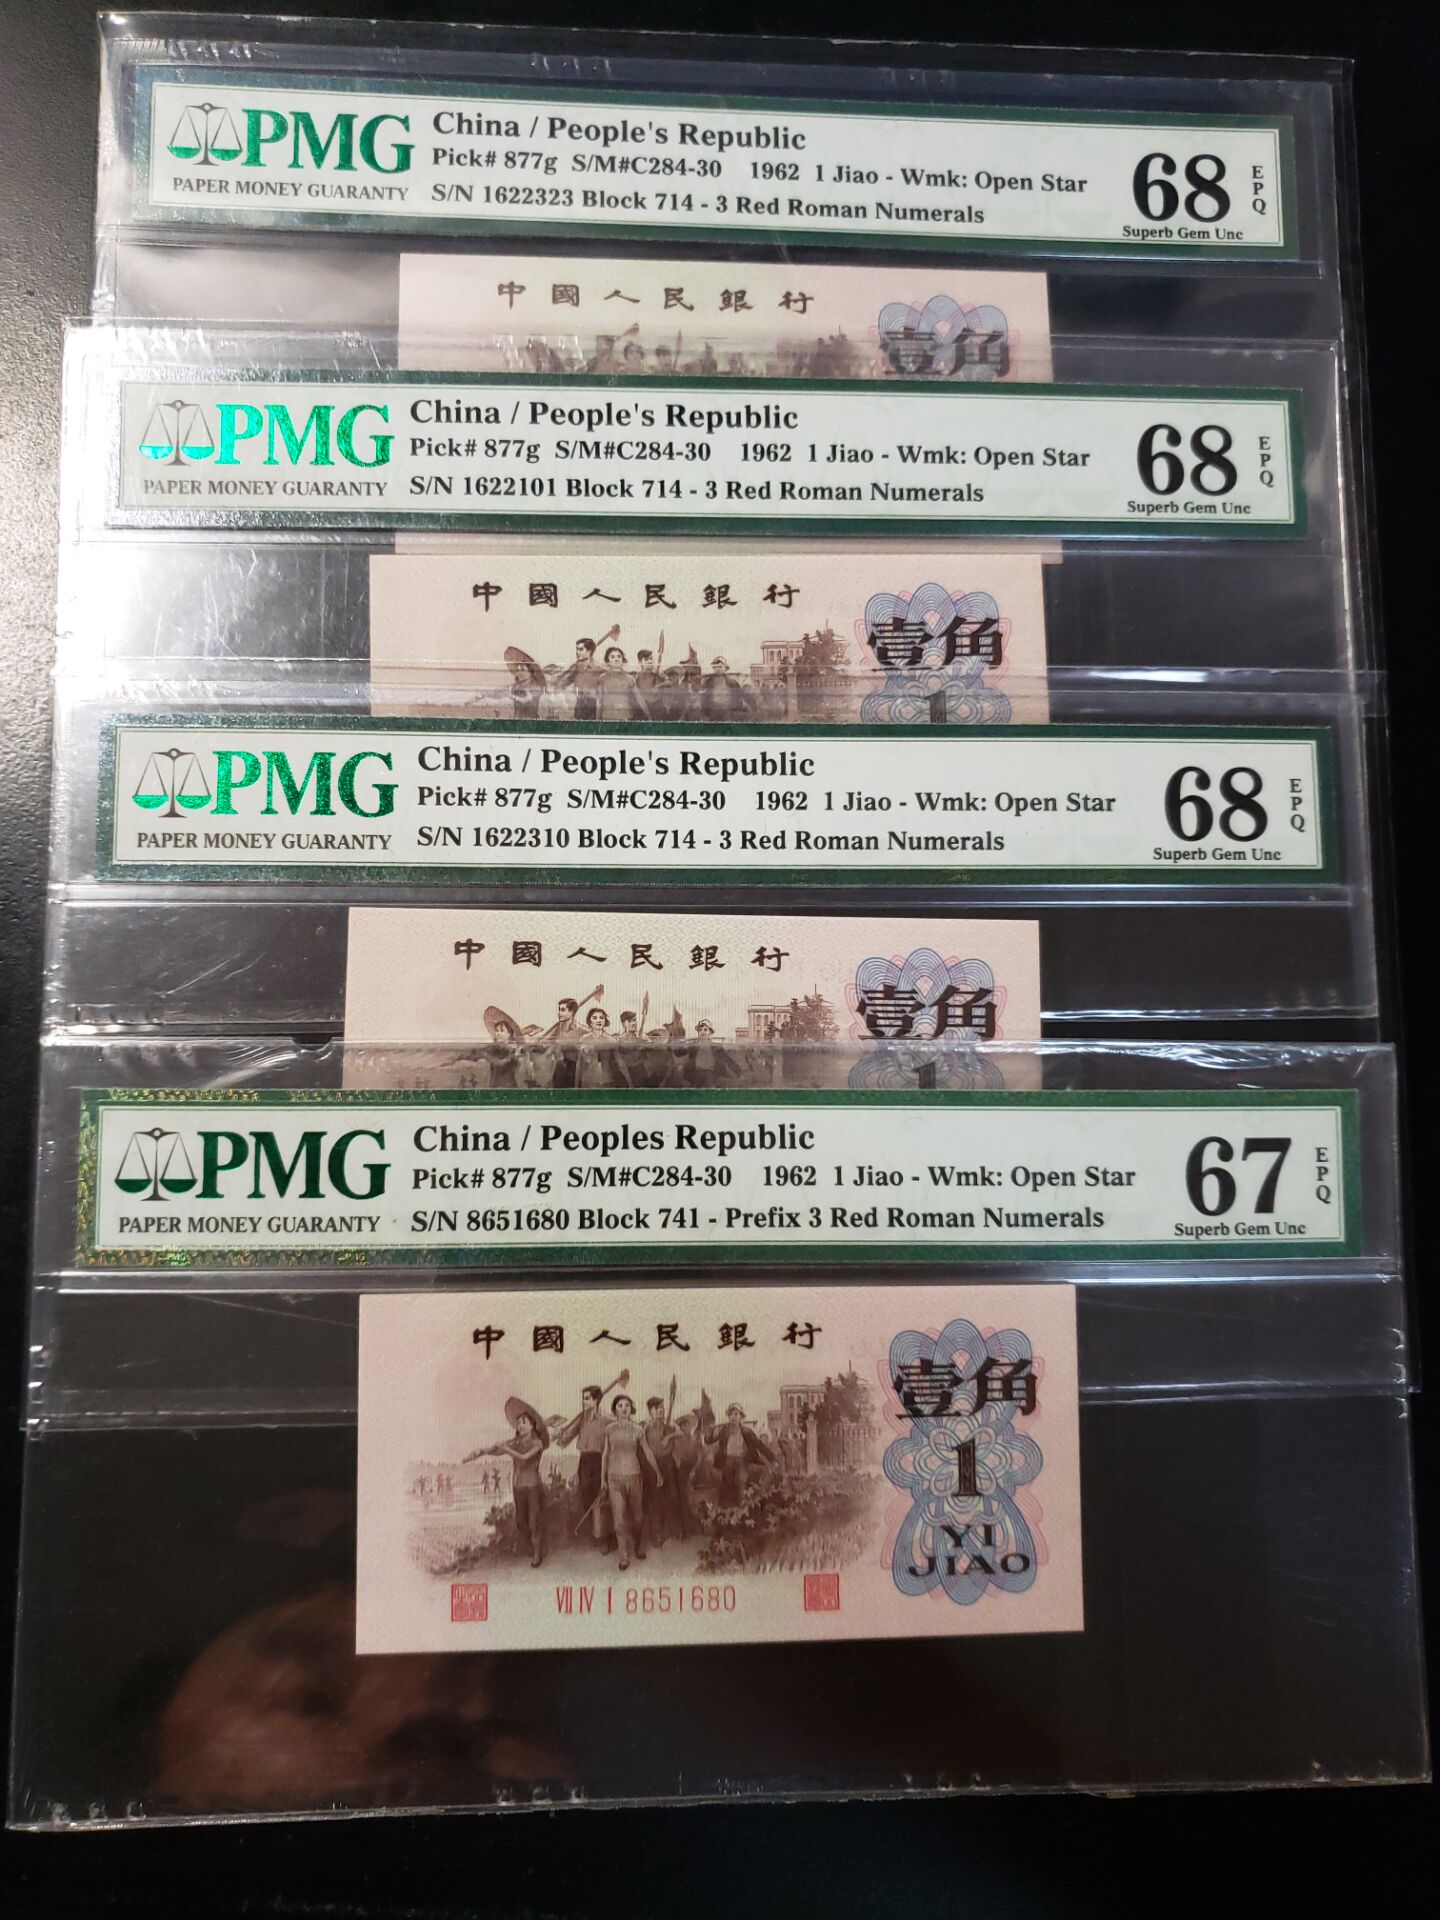 PMG
PAPER MONEY GUARANTY
China / People's Republic
Pick# 877g S/M#C284-30 1962 1 Jiao - Wmk: Open Star
S/N 1622323 Block 714 - 3 Red Roman Numerals
68
EPQ
Superb Gem Unc
中國人民銀行
壹角
PMG
PAPER MONEY GUARANTY
China / People's Republic
Pick# 877g S/M#C284-30 1962 1 Jiao - Wmk: Open Star
S/N 1622101 Block 714 - 3 Red Roman Numerals
68
EPQ
Superb Gem Unc
中國人民銀行
壹角
1
PMG
PAPER MONEY GUARANTY
China / People's Republic
Pick# 877g S/M#C284-30 1962 1 Jiao - Wmk: Open Star
S/N 1622310 Block 714 - 3 Red Roman Numerals
68
EPQ
Superb Gem Unc
中國人民銀行
壹角
1
PMG
PAPER MONEY GUARANTY
China / Peoples Republic
Pick# 877g S/M#C284-30 1962 1 Jiao - Wmk: Open Star
S/N 8651680 Block 741 - Prefix 3 Red Roman Numerals
67
EPQ
Superb Gem Unc
中國人民銀行
壹角
1
YI
JIAO
VII IV I 8651680